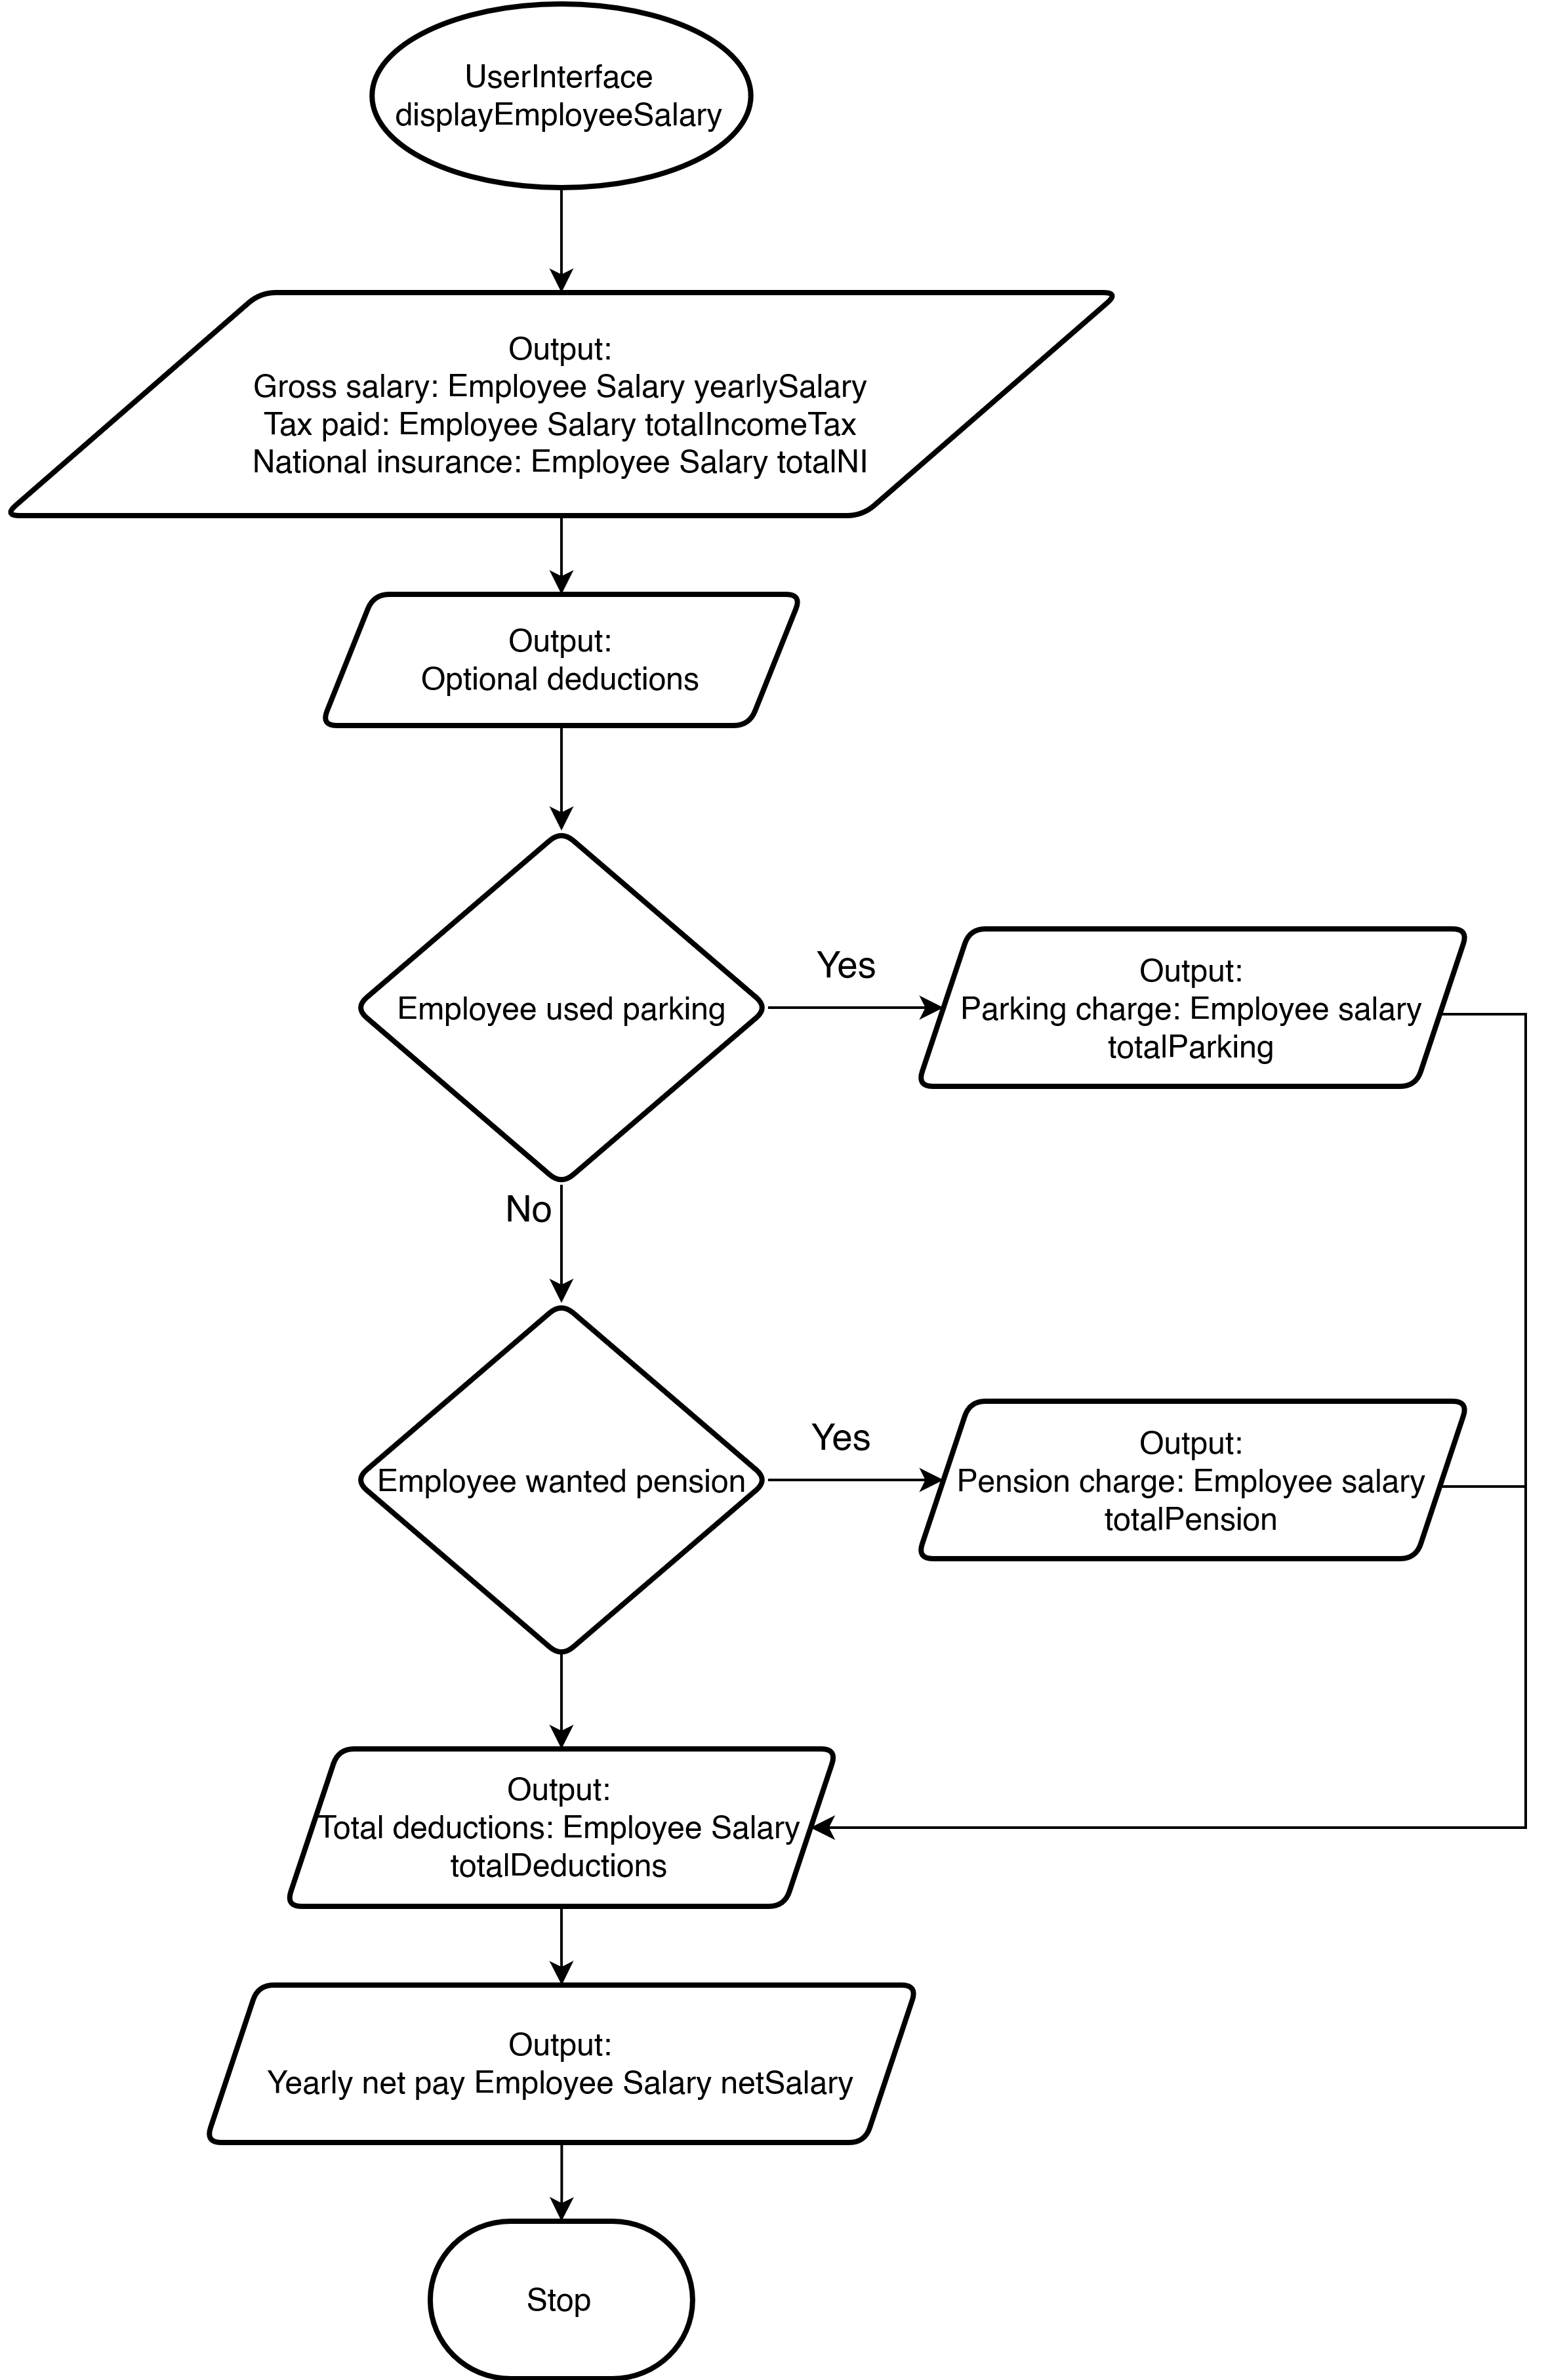 UserInterface
displayEmployeeSalary
Output:
Gross salary: Employee Salary yearlySalary
Tax paid: Employee Salary totalIncomeTax
National insurance: Employee Salary totalNI
Output:
Optional deductions
Employee used parking
Yes
Output:
Parking charge: Employee salary
totalParking
No
Employee wanted pension
Yes
Output:
Pension charge: Employee salary
totalPension
Output:
Total deductions: Employee Salary
totalDeductions
Output:
Yearly net pay Employee Salary netSalary
Stop